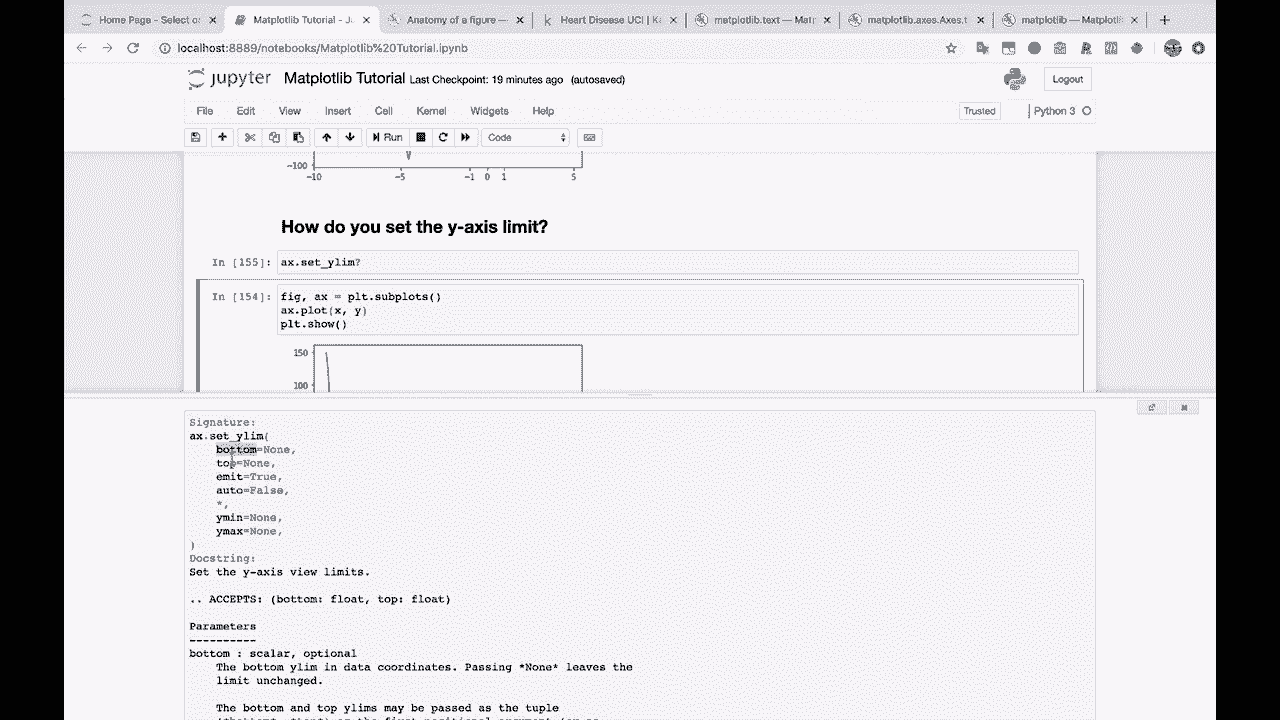 Home Page - Select or
Matplotlib Tutorial - Ju
Anatomy of a figure —
Heart Disease UCI | K
matplotlib.text — Mat
matplotlib.axes.Axes.t
matplotlib — Matplotl
localhost:8889/notebooks/Matplotlib%20Tutorial.ipynb
jupyter Matplotlib Tutorial Last Checkpoint: 19 minutes ago (autosaved)
Logout
File Edit View Insert Cell Kernel Widgets Help
Trusted Python 3
Run Code
-100
-10 -5 -1 0 1 5
How do you set the y-axis limit?
In [155]: ax.set_ylim?
In [154]: fig, ax = plt.subplots()
ax.plot(x, y)
plt.show()
150
100
Signature:
ax.set_ylim(
bottom=None,
top=None,
emit=True,
auto=False,
*,
ymin=None,
ymax=None,
)
Docstring:
Set the y-axis view limits.
.. ACCEPTS: (bottom: float, top: float)
Parameters
----------
bottom : scalar, optional
The bottom ylim in data coordinates. Passing *None* leaves the
limit unchanged.
The bottom and top ylims may be passed as the tuple